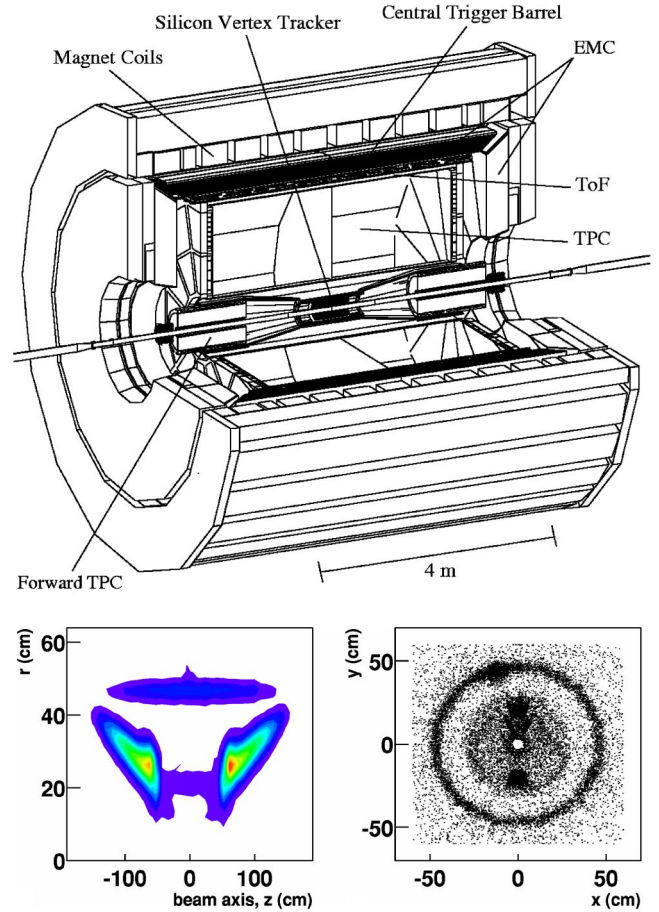 Silicon Vertex Tracker
Central Trigger Barrel
Magnet Coils
EMC
ToF
TPC
Forward TPC
4 m
r (cm)
60
40
20
0
-100
0
100
beam axis, z (cm)
y (cm)
50
0
-50
-50
0
50
x (cm)